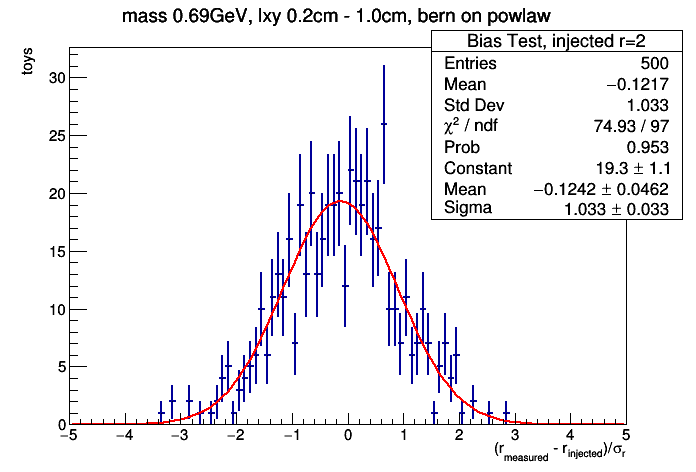 mass 0.69GeV, lxy 0.2cm - 1.0cm, bern on powlaw
toys
Bias Test, injected r=2
Entries 500
Mean −0.1217
Std Dev 1.033
χ² / ndf 74.93 / 97
Prob 0.953
Constant 19.3 ± 1.1
Mean −0.1242 ± 0.0462
Sigma 1.033 ± 0.033
30
25
20
15
10
5
0
−5 −4 −3 −2 −1 0 1 2 3 4 5
(r_measured - r_injected)/σ_r